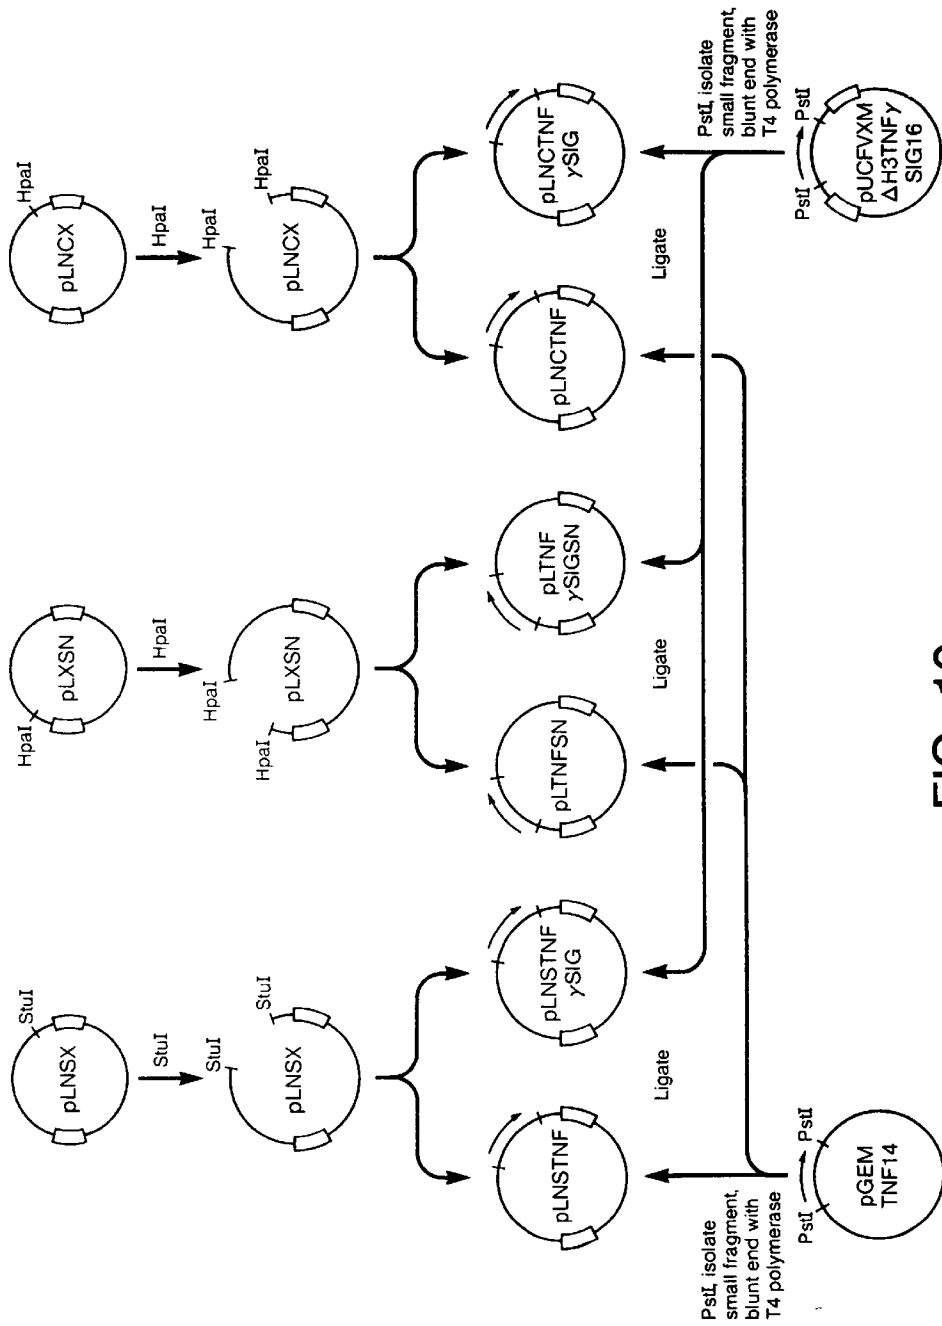 StuI
pLNSX
StuI
StuI
StuI
pLNSX
HpaI
pLXSN
HpaI
HpaI
HpaI
pLXSN
HpaI
pLNCX
HpaI
HpaI
HpaI
pLNCX
pLNSTNF
pLNSTNF
γSIG
pLTNFSN
pLTNF
γSIGSN
pLNCTNF
pLNCTNF
γSIG
Ligate
Ligate
Ligate
PstI, isolate
small fragment,
blunt end with
T4 polymerase
PstI
PstI
pGEM
TNF14
PstI, isolate
small fragment,
blunt end with
T4 polymerase
PstI
PstI
pUCFVXM
ΔH3TNFγ
SIG16
FIG.